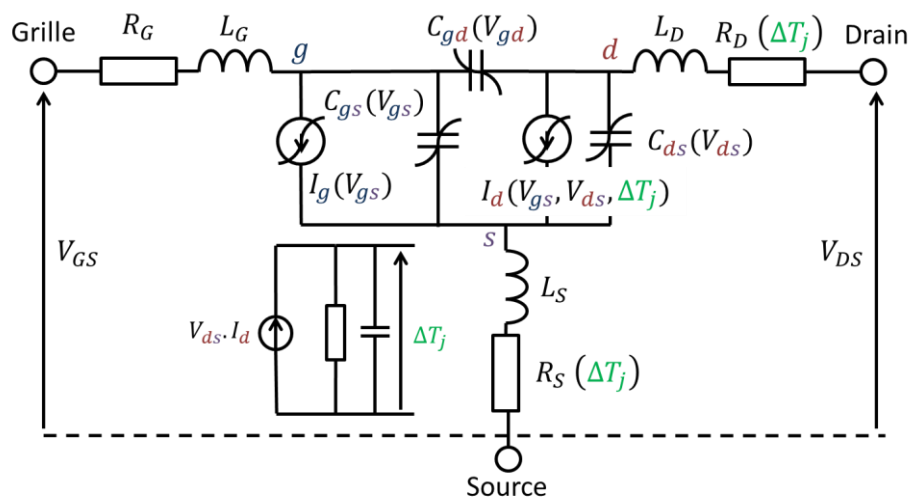 Grille
R_G
L_G
g
C_gd(V_gd)
d
L_D
R_D (ΔT_j)
Drain
C_gs(V_gs)
C_ds(V_ds)
I_g(V_gs)
I_d(V_gs, V_ds, ΔT_j)
V_GS
s
V_DS
L_S
V_ds.I_d
ΔT_j
R_S (ΔT_j)
Source